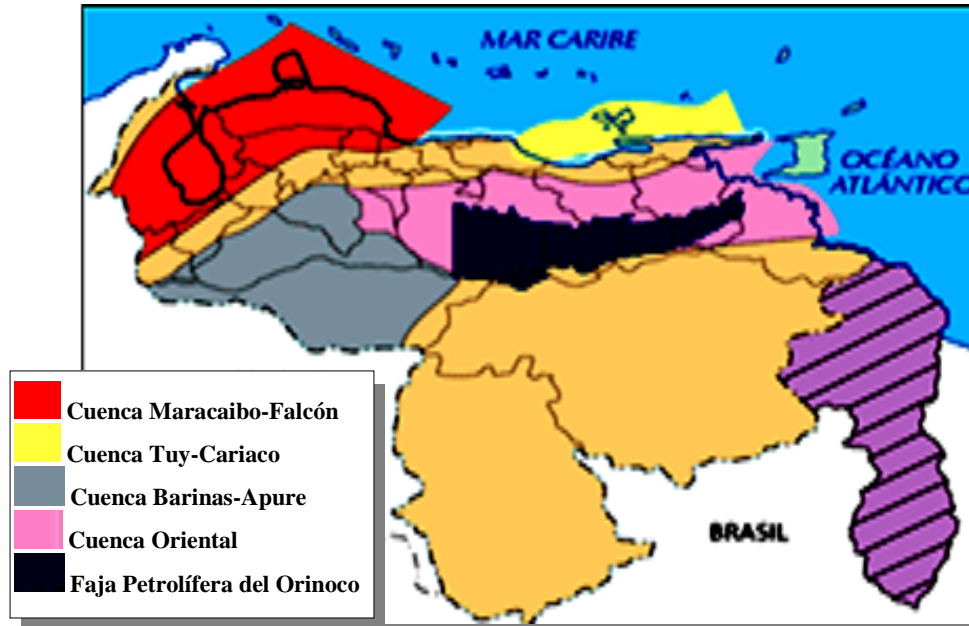 MAR CARIBE
OCÉANO
ATLÁNTICO
Cuenca Maracaibo-Falcón
Cuenca Tuy-Cariaco
Cuenca Barinas-Apure
Cuenca Oriental
Faja Petrolífera del Orinoco
BRASIL